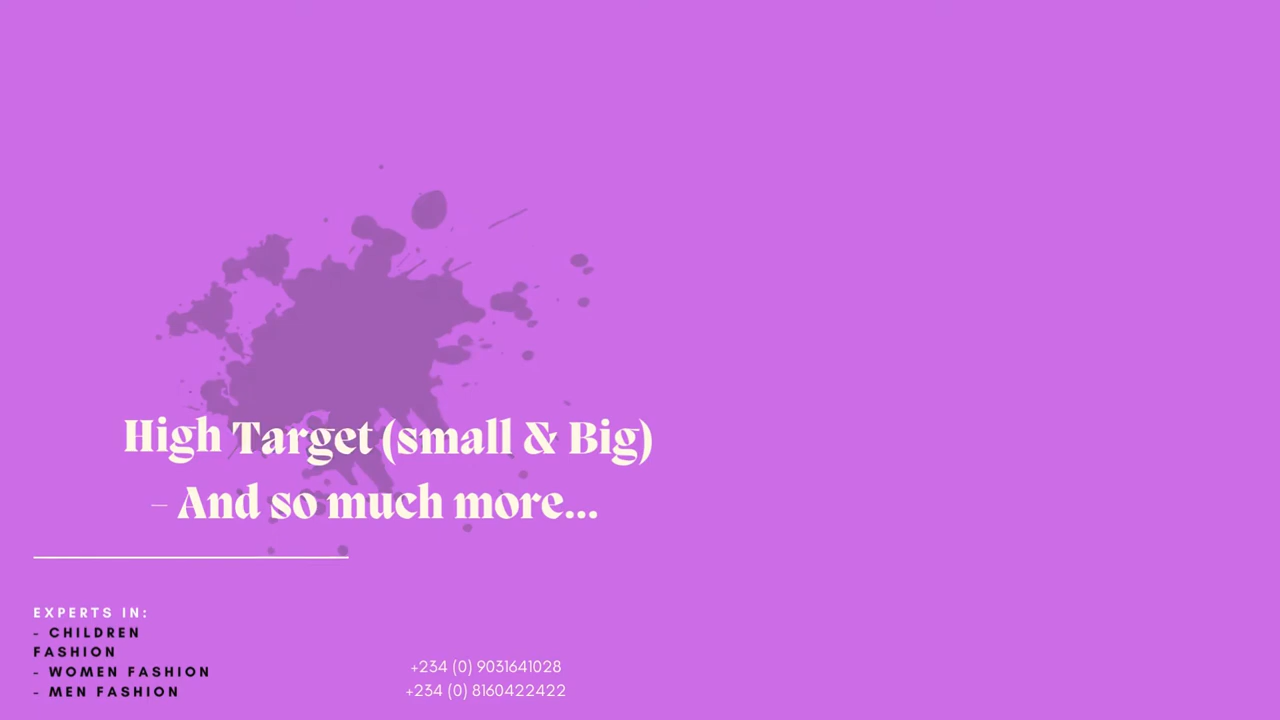 High Target (small & Big)
– And so much more...
EXPERTS IN:
- CHILDREN
FASHION
- WOMEN FASHION
- MEN FASHION
+234 (0) 9031641028
+234 (0) 8160422422